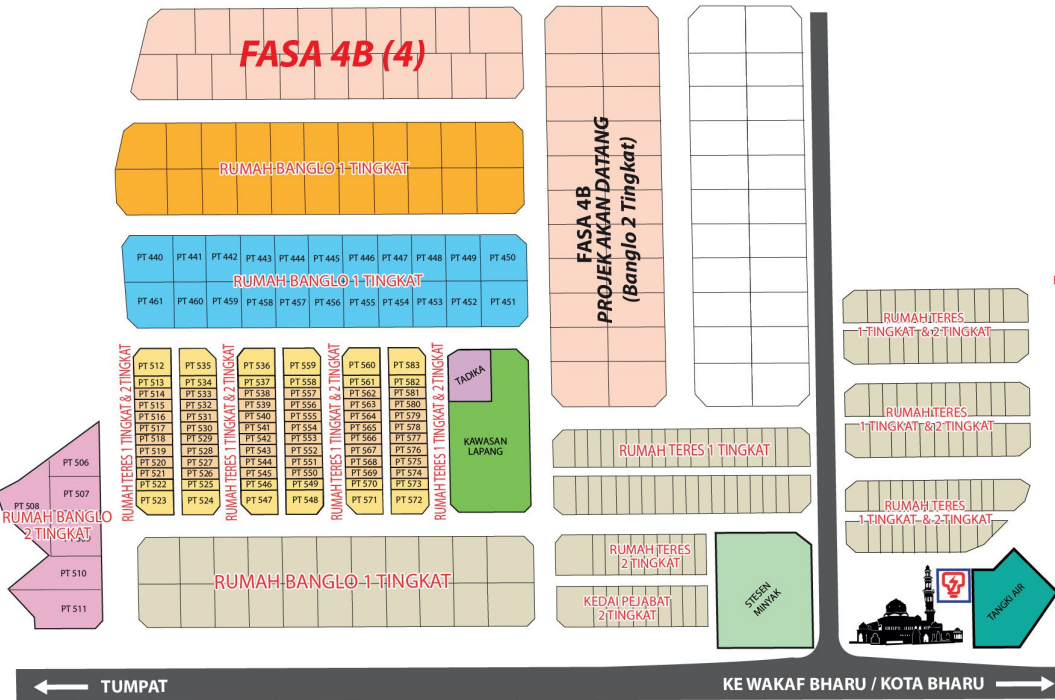 FASA 4B (4)
RUMAH BANGLO 1 TINGKAT
FASA 4B
PROJEK AKAN DATANG
(Banglo 2 Tingkat)
PT 440 PT 441 PT 442 PT 443 PT 444 PT 445 PT 446 PT 447 PT 448 PT 449 PT 450
RUMAH BANGLO 1 TINGKAT
PT 461 PT 460 PT 459 PT 458 PT 457 PT 456 PT 455 PT 454 PT 453 PT 452 PT 451
RUMAH TERES 1 TINGKAT & 2 TINGKAT
RUMAH TERES 1 TINGKAT & 2 TINGKAT
RUMAH TERES 1 TINGKAT & 2 TINGKAT
RUMAH TERES 1 TINGKAT & 2 TINGKAT
PT 512 PT 535 PT 536 PT 559 PT 560 PT 583
PT 513 PT 534 PT 537 PT 558 PT 561 PT 582
PT 514 PT 533 PT 538 PT 557 PT 562 PT 581
PT 515 PT 532 PT 539 PT 556 PT 563 PT 580
PT 516 PT 531 PT 540 PT 555 PT 564 PT 579
PT 517 PT 530 PT 541 PT 554 PT 565 PT 578
PT 518 PT 529 PT 542 PT 553 PT 566 PT 577
PT 519 PT 528 PT 543 PT 552 PT 567 PT 576
PT 520 PT 527 PT 544 PT 551 PT 568 PT 575
PT 521 PT 526 PT 545 PT 550 PT 569 PT 574
PT 522 PT 525 PT 546 PT 549 PT 570 PT 573
PT 523 PT 524 PT 547 PT 548 PT 571 PT 572
TADIKA
KAWASAN
LAPANG
PT 506
PT 507
PT 508
RUMAH BANGLO
2 TINGKAT
PT 510
PT 511
RUMAH BANGLO 1 TINGKAT
RUMAH TERES 1 TINGKAT
RUMAH TERES
2 TINGKAT
KEDAI PEJABAT
2 TINGKAT
STESEN
MINYAK
RUMAH TERES
1 TINGKAT & 2 TINGKAT
RUMAH TERES
1 TINGKAT & 2 TINGKAT
RUMAH TERES
1 TINGKAT & 2 TINGKAT
TANGKI AIR
TUMPAT
KE WAKAF BHARU / KOTA BHARU